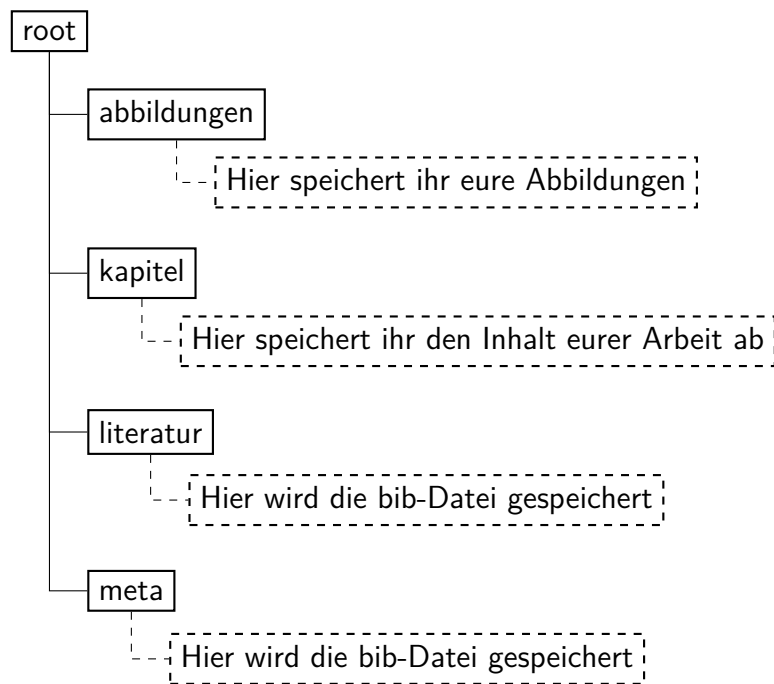 root
abbildungen
Hier speichert ihr eure Abbildungen
kapitel
Hier speichert ihr den Inhalt eurer Arbeit ab
literatur
Hier wird die bib-Datei gespeichert
meta
Hier wird die bib-Datei gespeichert